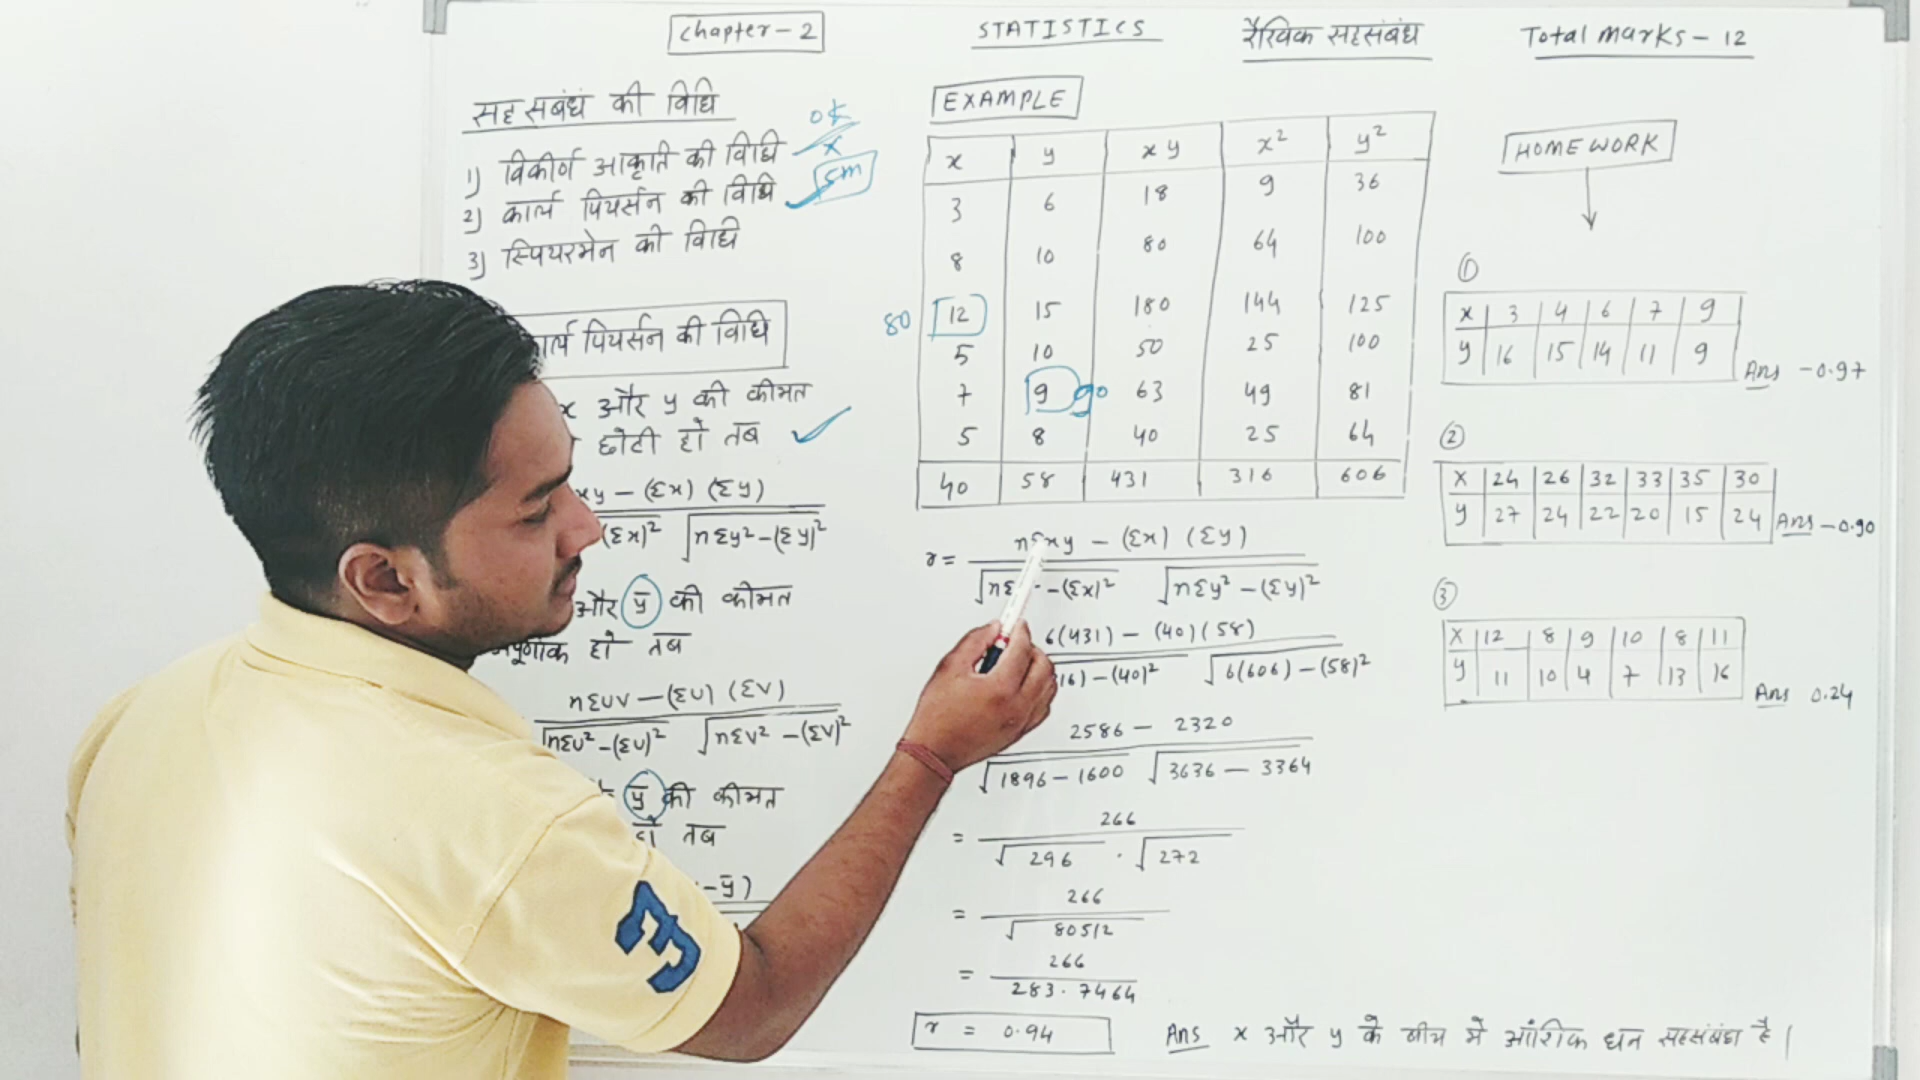 Chapter-2 STATISTICS रैखिक सहसंबंध Total Marks - 12
सह संबंध की विधि
1) विकीर्ण आकृति की विधि
2) कार्ल पियर्सन की विधि
3) स्पियरमेन की विधि
ok
x
5m
कार्ल पियर्सन की विधि
x और y की कीमत
छोटी हो तब
xy - (Σx) (Σy)
(Σx)² √nΣy² - (Σy)²
और ȳ की कीमत
हो तब
nΣuv - (Σu) (Σv)
√nΣu² - (Σu)² √nΣv² - (Σv)²
ȳ की कीमत
हो तब
-ȳ)
EXAMPLE
x y xy x² y²
3 6 18 9 36
8 10 80 64 100
80 12 15 180 144 125
5 10 50 25 100
7 9 90 63 49 81
5 8 40 25 64
40 58 431 316 606
r = nΣxy - (Σx) (Σy)
√nΣ - (Σx)² √nΣy² - (Σy)²
6(431) - (40) (58)
16) - (40)² √6(606) - (58)²
2586 - 2320
√1896 - 1600 √3636 - 3364
= 266
√296 . √272
= 266
√80512
= 266
283.7464
r = 0.94
Ans x और y के बीच मे आंशिक धन सहसंबंध है |
HOMEWORK
①
x 3 4 6 7 9
y 16 15 14 11 9
Ans -0.97
②
x 24 26 32 33 35 30
y 27 24 22 20 15 24
Ans -0.90
③
x 12 8 9 10 8 11
y 11 10 4 7 13 16
Ans 0.24
3